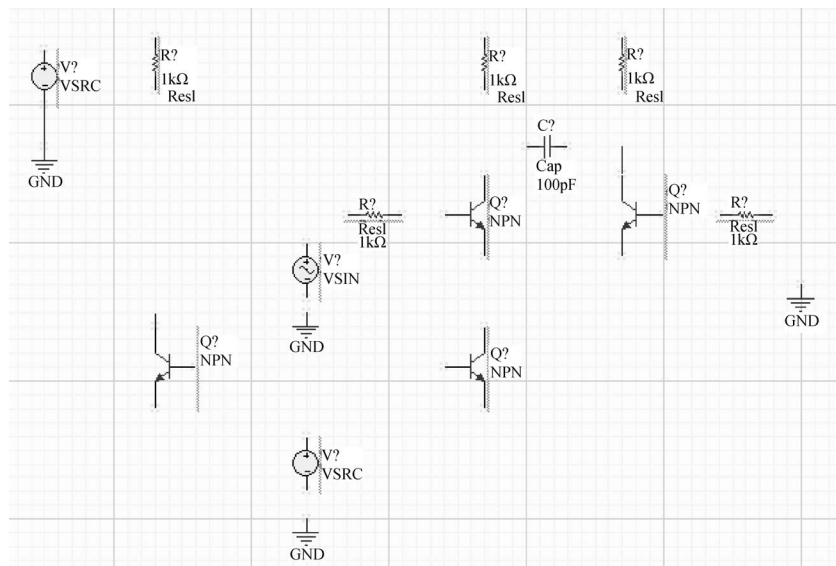 V?
VSRC
GND
R?
1kΩ
Resl
R?
1kΩ
Resl
R?
1kΩ
Resl
C?
Cap
100pF
R?
Resl
1kΩ
Q?
NPN
Q?
NPN
R?
Resl
1kΩ
V?
VSIN
GND
GND
Q?
NPN
Q?
NPN
V?
VSRC
GND